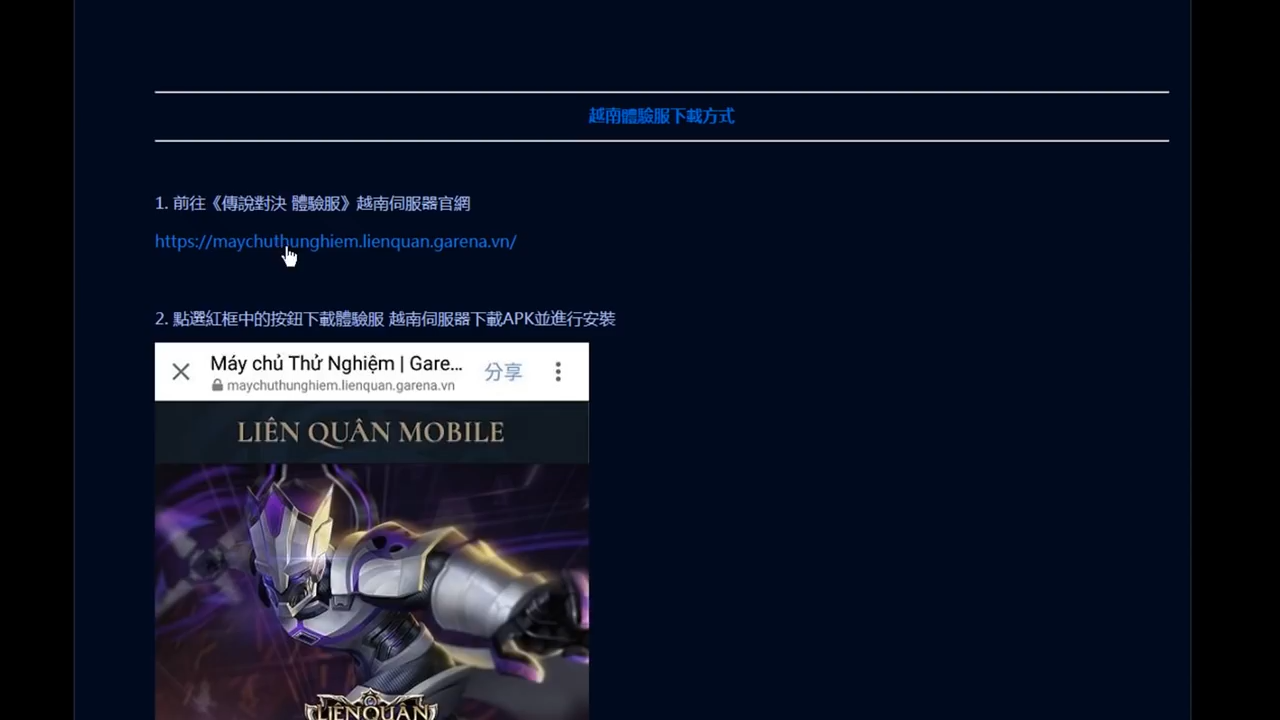 越南體驗服下載方式
1. 前往《傳說對決 體驗服》越南伺服器官網
https://maychuthunghiem.lienquan.garena.vn/
2. 點選紅框中的按鈕下載體驗服 越南伺服器下載APK並進行安裝
Máy chủ Thử Nghiệm | Gare...
分享
maychuthunghiem.lienquan.garena.vn
LIÊN QUÂN MOBILE
LIÊN QUÂN